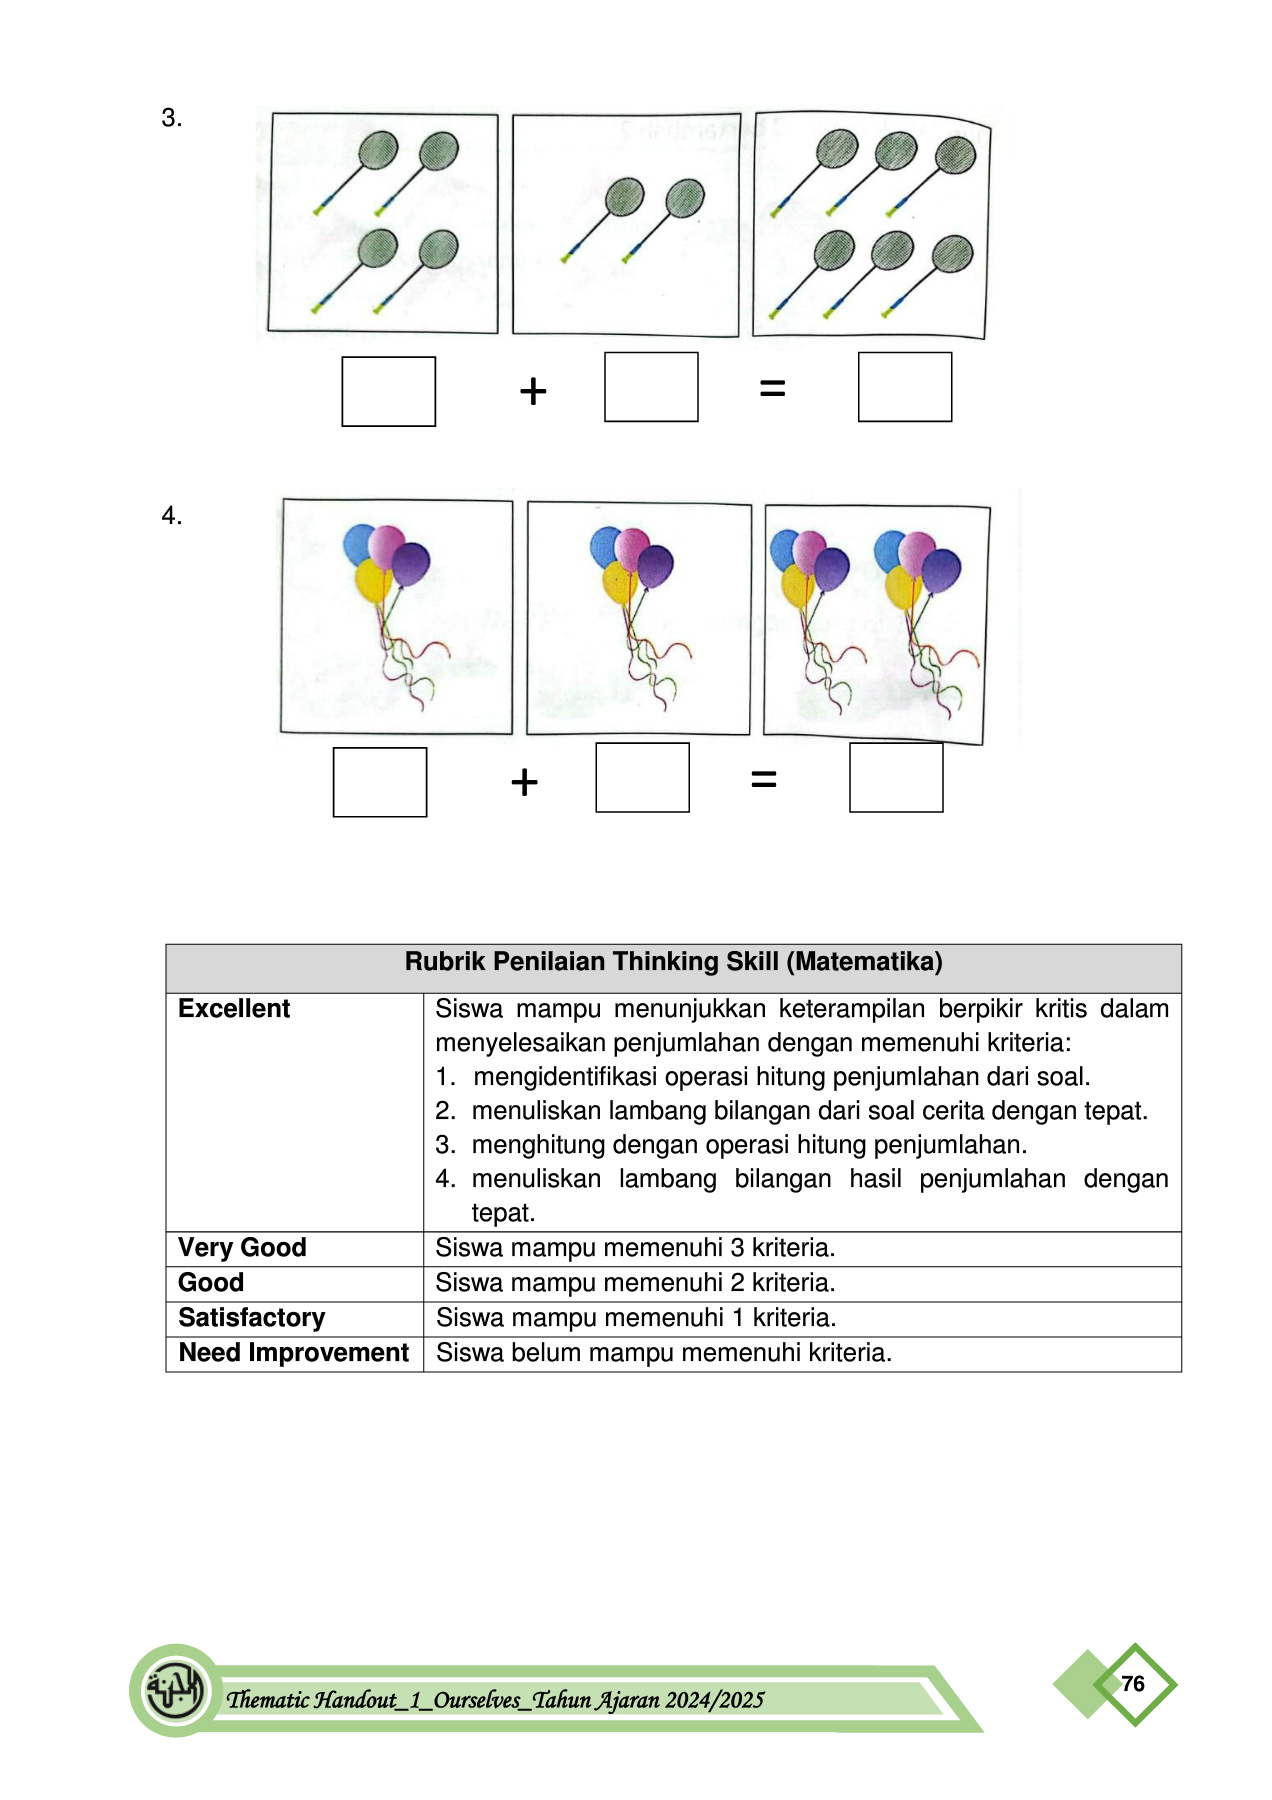 3.
+ =
4.
+ =
Rubrik Penilaian Thinking Skill (Matematika)
Excellent
Siswa mampu menunjukkan keterampilan berpikir kritis dalam
menyelesaikan penjumlahan dengan memenuhi kriteria:
1. mengidentifikasi operasi hitung penjumlahan dari soal.
2. menuliskan lambang bilangan dari soal cerita dengan tepat.
3. menghitung dengan operasi hitung penjumlahan.
4. menuliskan lambang bilangan hasil penjumlahan dengan
tepat.
Very Good Siswa mampu memenuhi 3 kriteria.
Good Siswa mampu memenuhi 2 kriteria.
Satisfactory Siswa mampu memenuhi 1 kriteria.
Need Improvement Siswa belum mampu memenuhi kriteria.
Thematic Handout_1_Ourselves_Tahun Ajaran 2024/2025
76